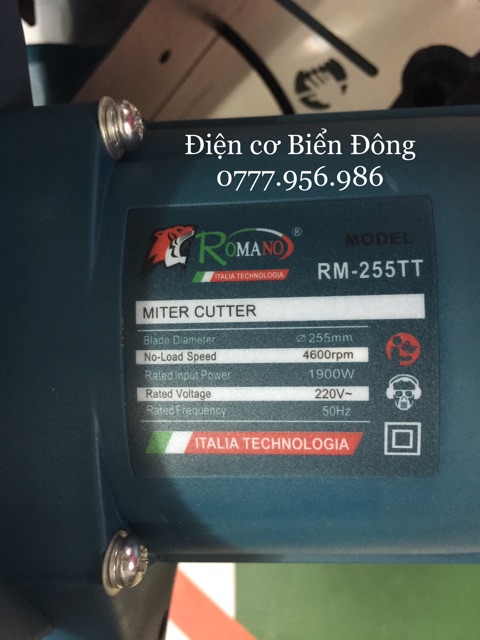 Điện cơ Biển Đông
0777.956.986
ROMANO®
ITALIA TECHNOLOGIA
MODEL
RM-255TT
MITER CUTTER
Blade Diameter ∅255mm
No-Load Speed 4600rpm
Rated Input Power 1900W
Rated Voltage 220V~
Rated Frequency 50Hz
ITALIA TECHNOLOGIA